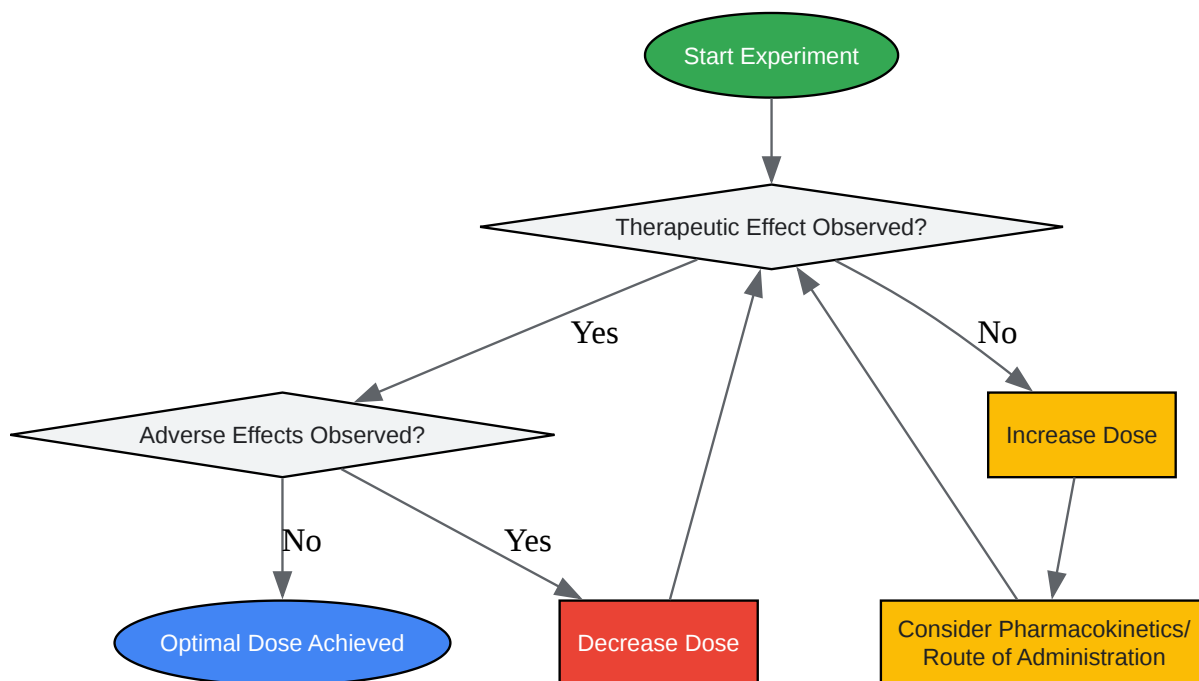 Start Experiment
Therapeutic Effect Observed?
Yes
No
Adverse Effects Observed?
Increase Dose
No
Yes
Optimal Dose Achieved
Decrease Dose
Consider Pharmacokinetics/
Route of Administration